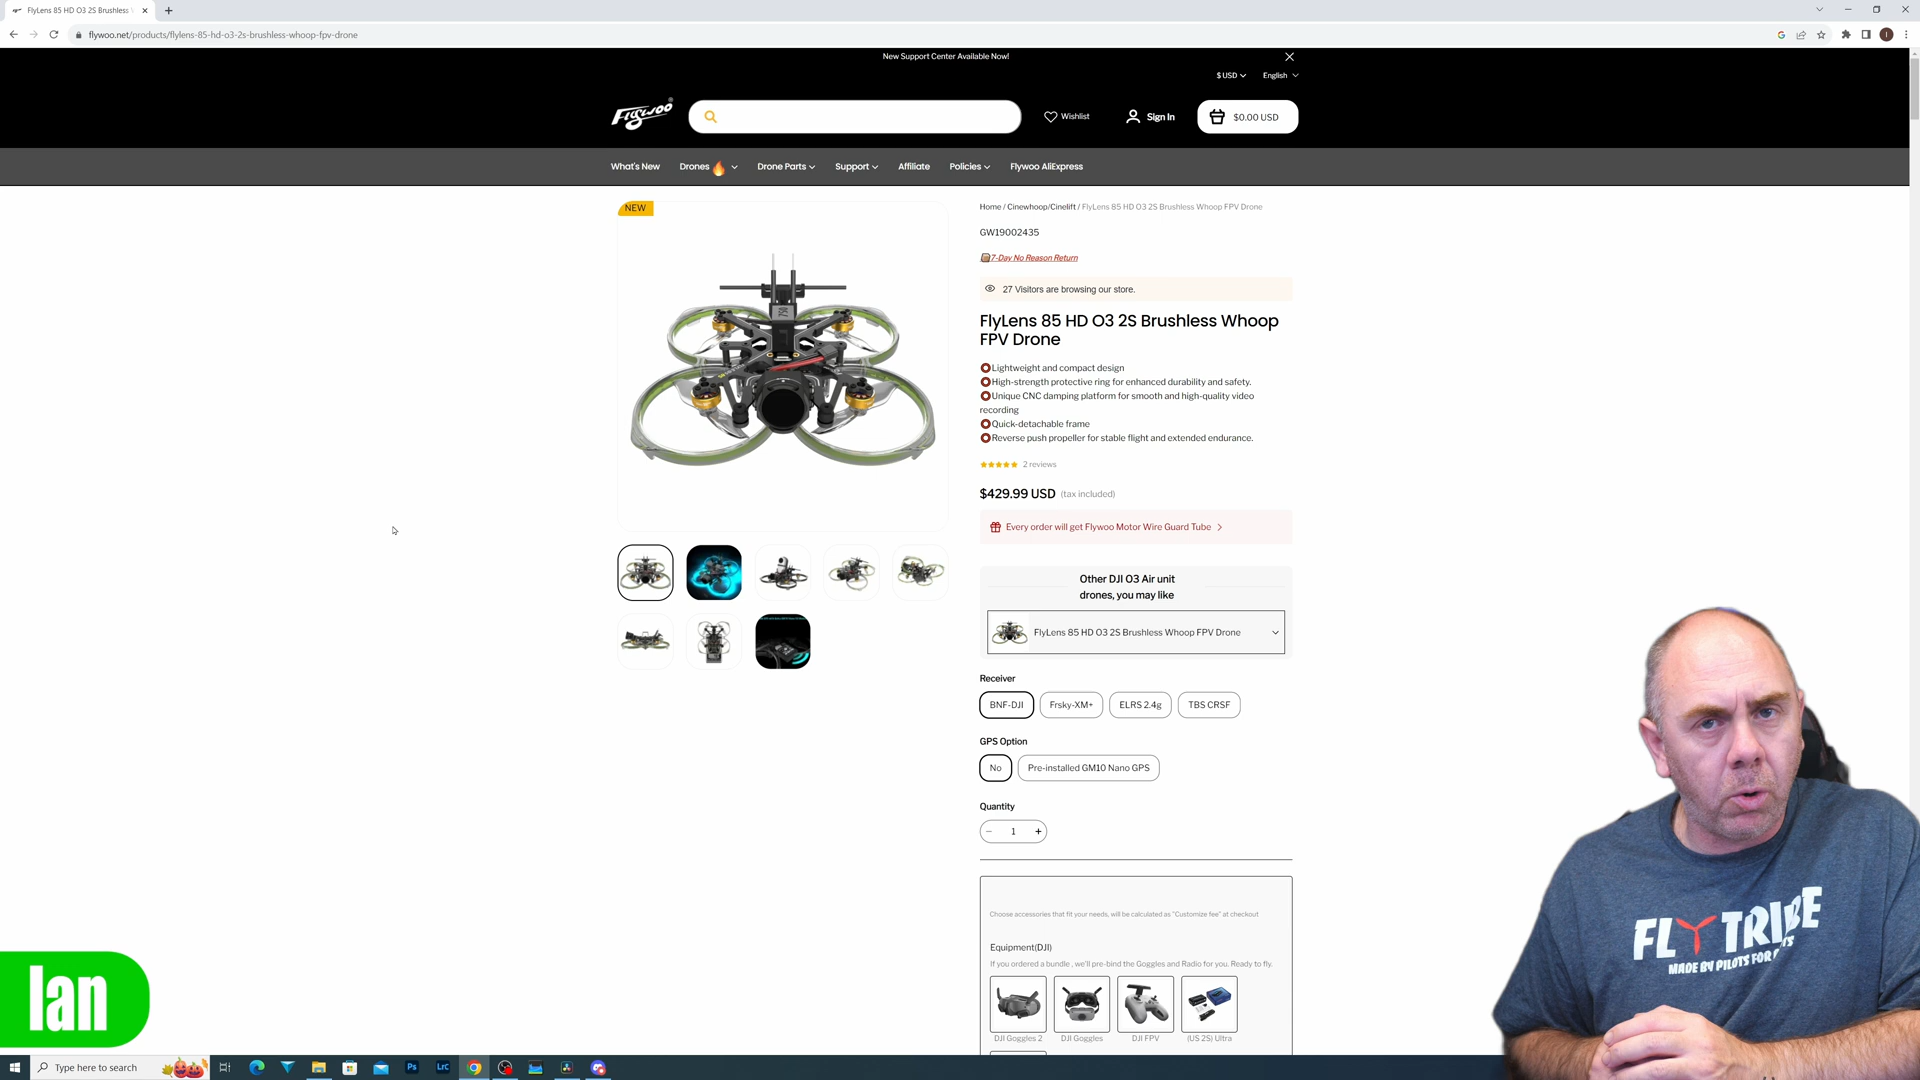 FlyLens 85 HD O3 2S Brushless
flywoo.net/products/flylens-85-hd-o3-2s-brushless-whoop-fpv-drone
New Support Center Available Now!
$ USD
English
Flywoo
Wishlist
Sign In
$0.00 USD
What's New
Drones
Drone Parts
Support
Affiliate
Policies
Flywoo AliExpress
NEW
Home / Cinewhoop/Cinelift / FlyLens 85 HD O3 2S Brushless Whoop FPV Drone
GW19002435
7-Day No Reason Return
27 Visitors are browsing our store.
FlyLens 85 HD O3 2S Brushless Whoop
FPV Drone
Lightweight and compact design
High-strength protective ring for enhanced durability and safety.
Unique CNC damping platform for smooth and high-quality video
recording
Quick-detachable frame
Reverse push propeller for stable flight and extended endurance.
2 reviews
$429.99 USD (tax included)
Every order will get Flywoo Motor Wire Guard Tube
Other DJI O3 Air unit
drones, you may like
FlyLens 85 HD O3 2S Brushless Whoop FPV Drone
Receiver
BNF-DJI
Frsky-XM+
ELRS 2.4g
TBS CRSF
GPS Option
No
Pre-installed GM10 Nano GPS
Quantity
1
Choose accessories that fit your needs, will be calculated as "Customize fee" at checkout
Equipment(DJI)
If you ordered a bundle , we'll pre-bind the Goggles and Radio for you. Ready to fly.
DJI Goggles 2
DJI Goggles
DJI FPV
(US 2S) Ultra
FLY TRIBE
MADE BY PILOTS FOR
Ian
Type here to search
Ps
LrC